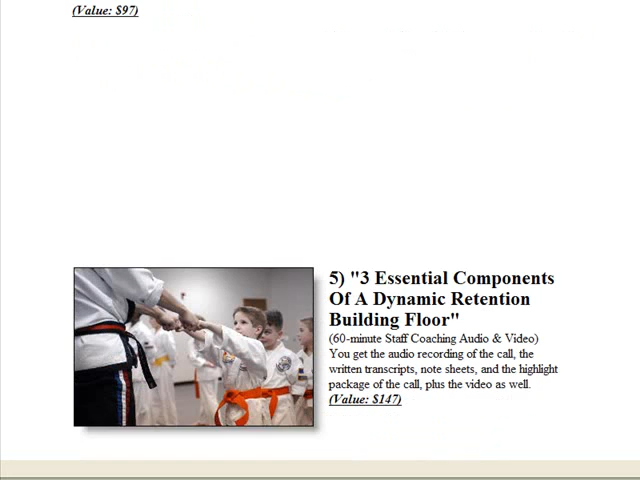 (Value: $97)
5) "3 Essential Components
Of A Dynamic Retention
Building Floor"
(60-minute Staff Coaching Audio & Video)
You get the audio recording of the call, the
written transcripts, note sheets, and the highlight
package of the call, plus the video as well.
(Value: $147)